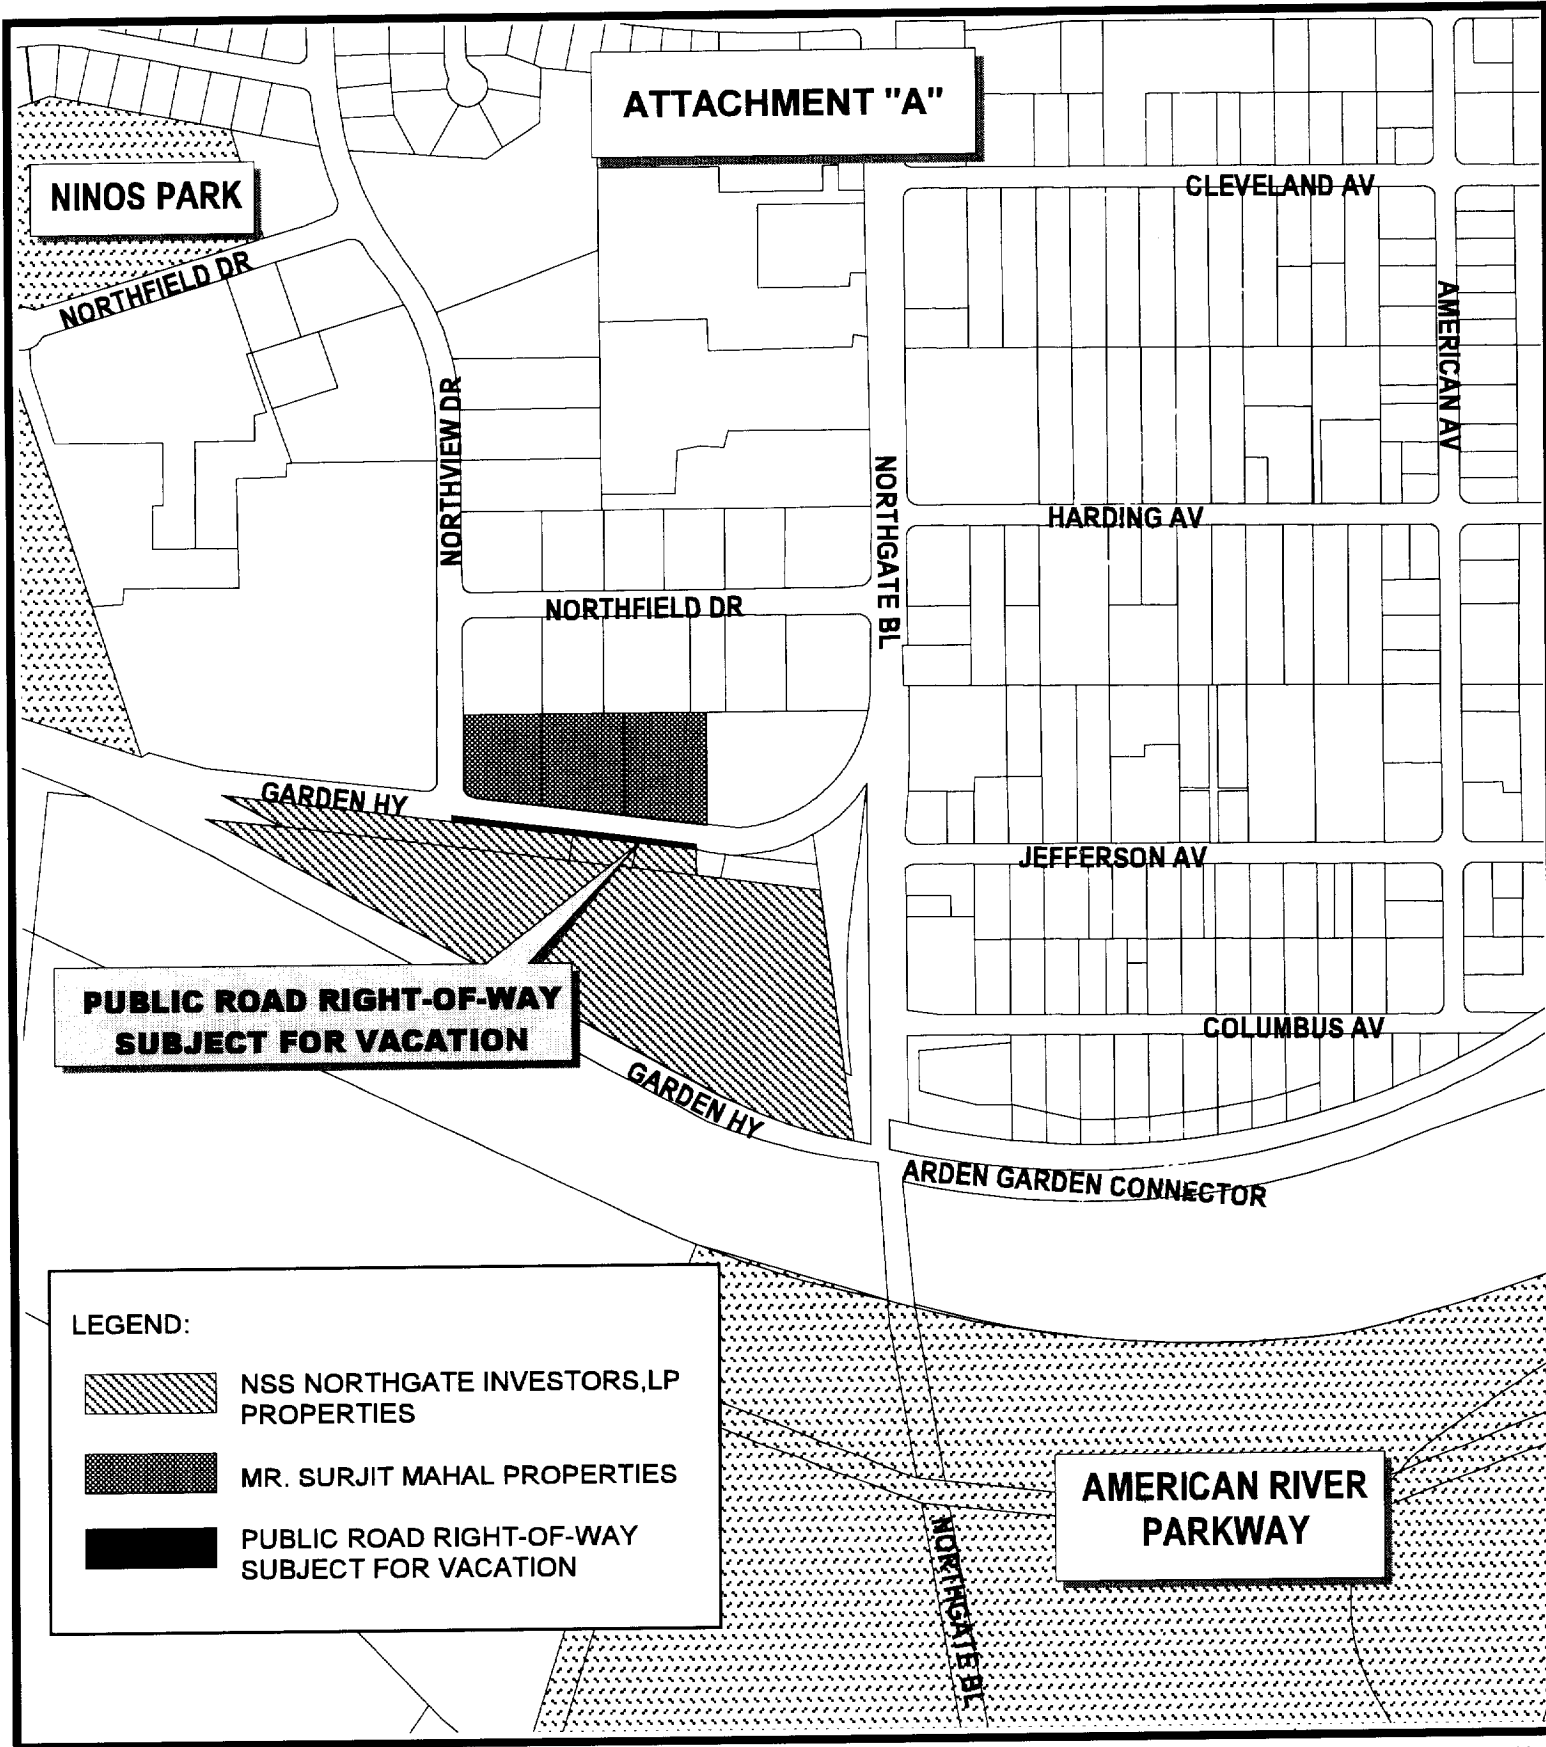 ATTACHMENT "A"
CLEVELAND AV
NINOS PARK
NORTHFIELD DR
AMERICAN AV
NORTHVIEW DR
NORTHGATE BL
HARDING AV
NORTHFIELD DR
GARDEN HY
JEFFERSON AV
PUBLIC ROAD RIGHT-OF-WAY
SUBJECT FOR VACATION
COLUMBUS AV
GARDEN HY
ARDEN GARDEN CONNECTOR
LEGEND:
NSS NORTHGATE INVESTORS,LP
PROPERTIES
MR. SURJIT MAHAL PROPERTIES
PUBLIC ROAD RIGHT-OF-WAY
SUBJECT FOR VACATION
AMERICAN RIVER
PARKWAY
NORTHGATE BL